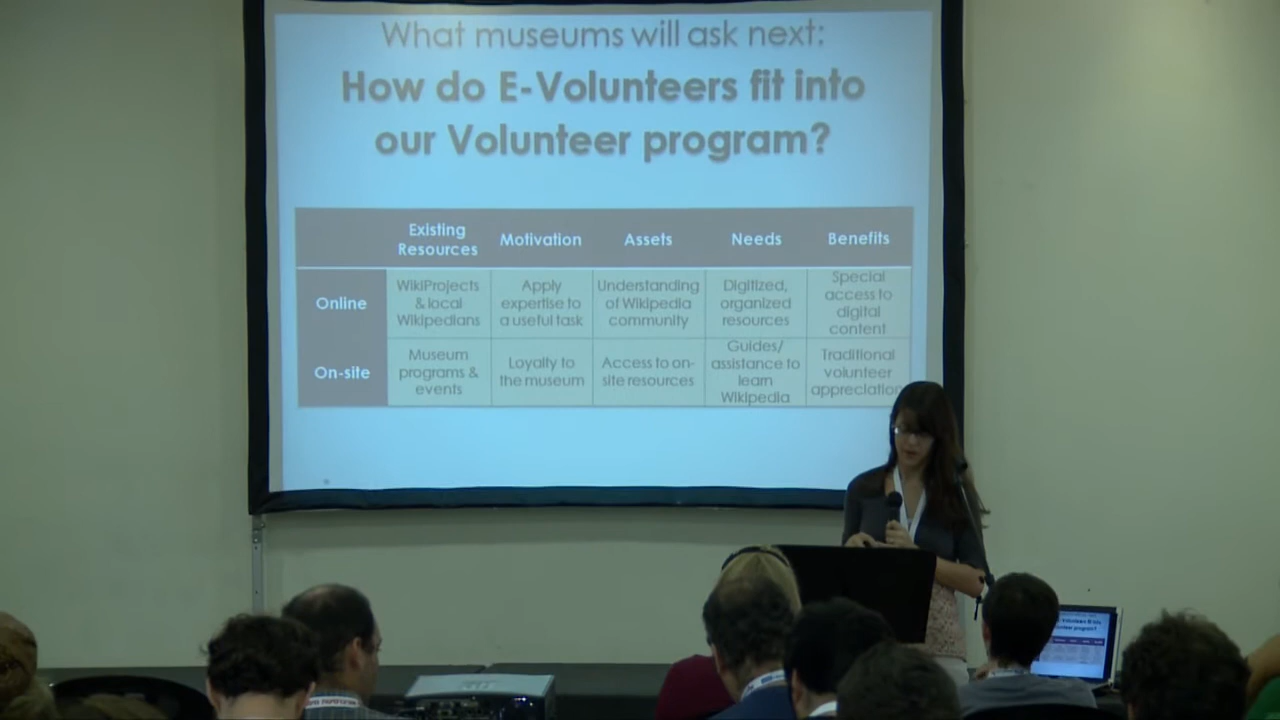 What museums will ask next:
How do E-Volunteers fit into
our Volunteer program?
Existing
Resources
Motivation
Assets
Needs
Benefits
Online
WikiProjects
& local
Wikipedians
Apply
expertise to
a useful task
Understanding
of Wikipedia
community
Digitized,
organized
resources
Special
access to
digital
content
On-site
Museum
programs &
events
Loyalty to
the museum
Access to on-
site resources
Guides/
assistance to
learn
Wikipedia
Traditional
volunteer
appreciation